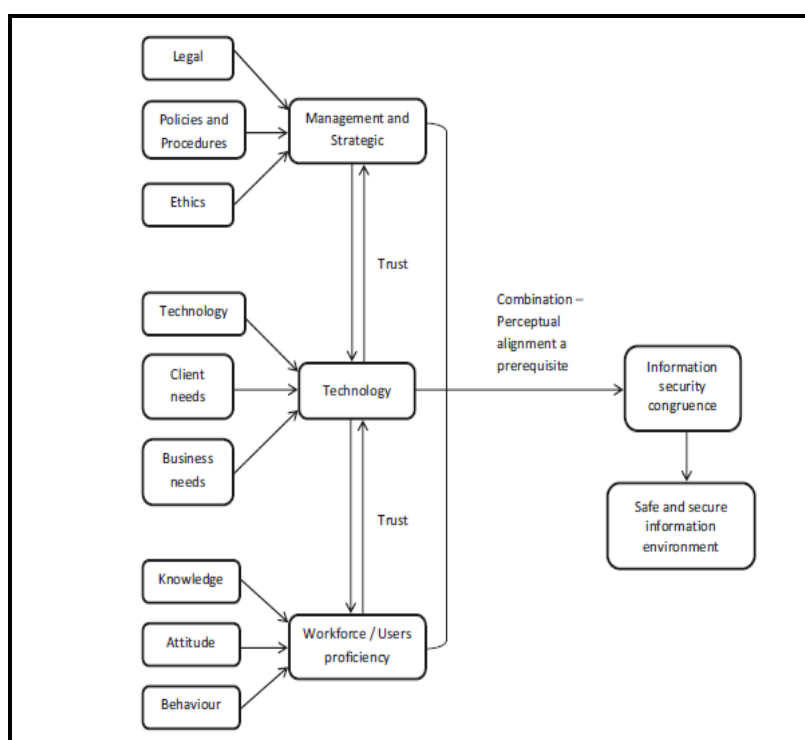 Legal
Policies and
Procedures
Ethics
Management and
Strategic
Trust
Technology
Client
needs
Business
needs
Technology
Combination –
Perceptual
alignment a
prerequisite
Information
security
congruence
Safe and secure
information
environment
Trust
Knowledge
Attitude
Behaviour
Workforce / Users
proficiency